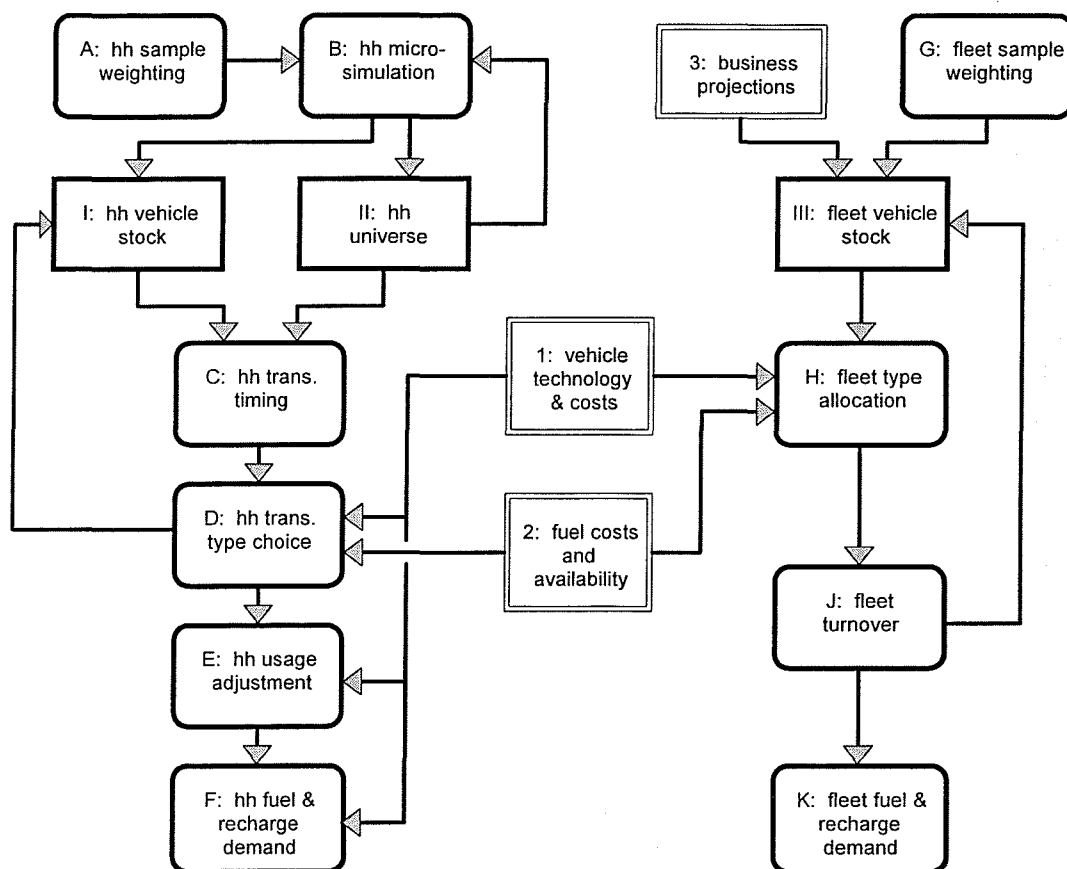 A: hh sample
weighting
B: hh micro-
simulation
3: business
projections
G: fleet sample
weighting
I: hh vehicle
stock
II: hh
universe
III: fleet vehicle
stock
C: hh trans.
timing
1: vehicle
technology
& costs
H: fleet type
allocation
D: hh trans.
type choice
2: fuel costs
and
availability
J: fleet
turnover
E: hh usage
adjustment
F: hh fuel &
recharge
demand
K: fleet fuel &
recharge
demand